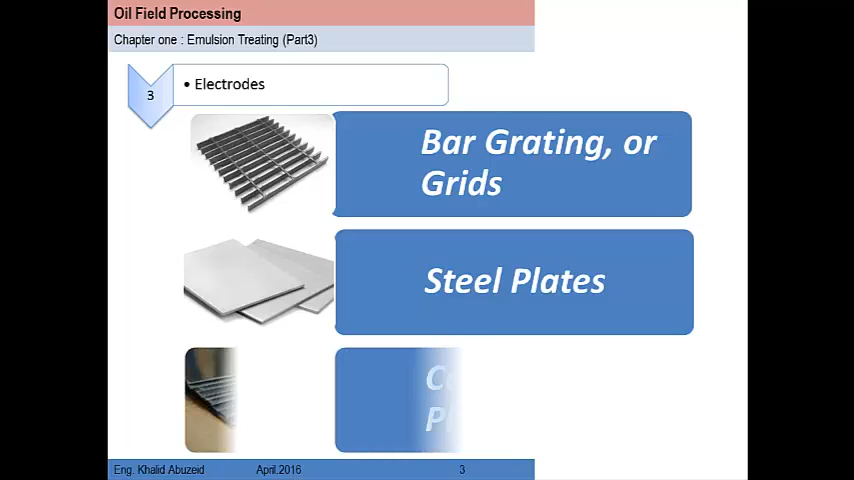 Oil Field Processing
Chapter one : Emulsion Treating (Part3)
3
• Electrodes
Bar Grating, or
Grids
Steel Plates
Eng. Khalid Abuzeid April.2016 3